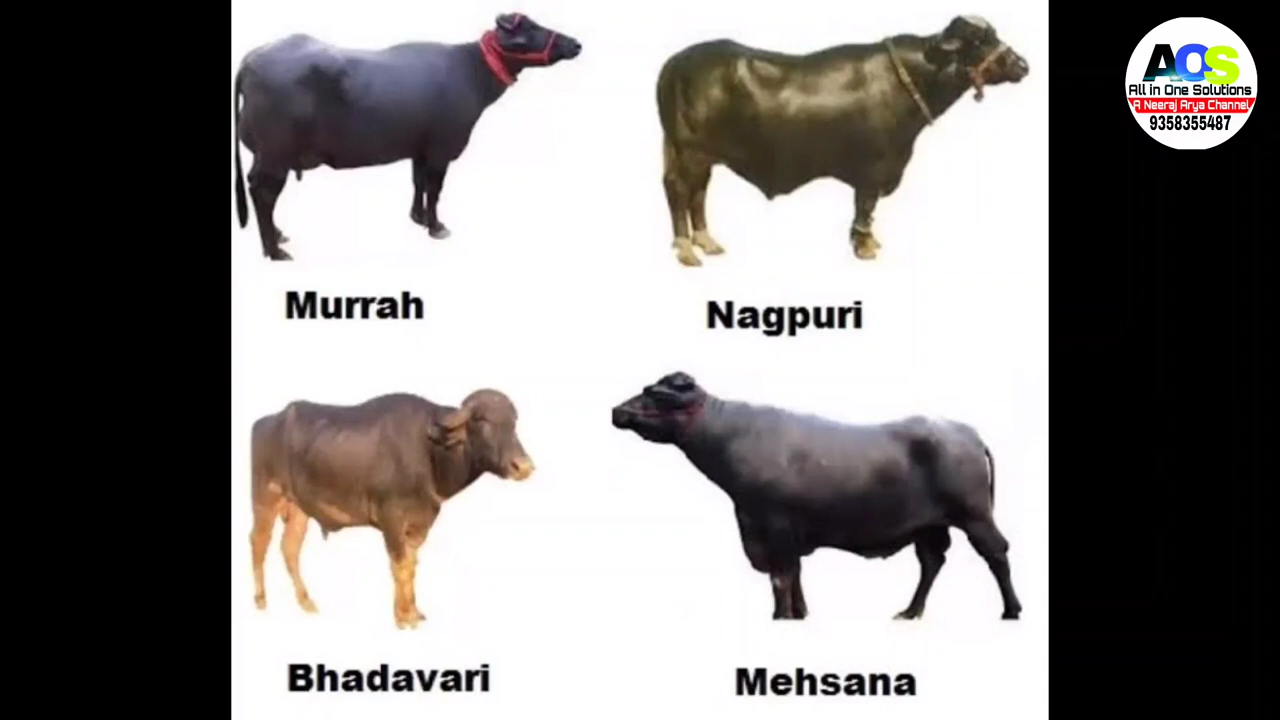 AOS
All in One Solutions
A Neeraj Arya Channel
9358355487
Murrah
Nagpuri
Bhadavari
Mehsana